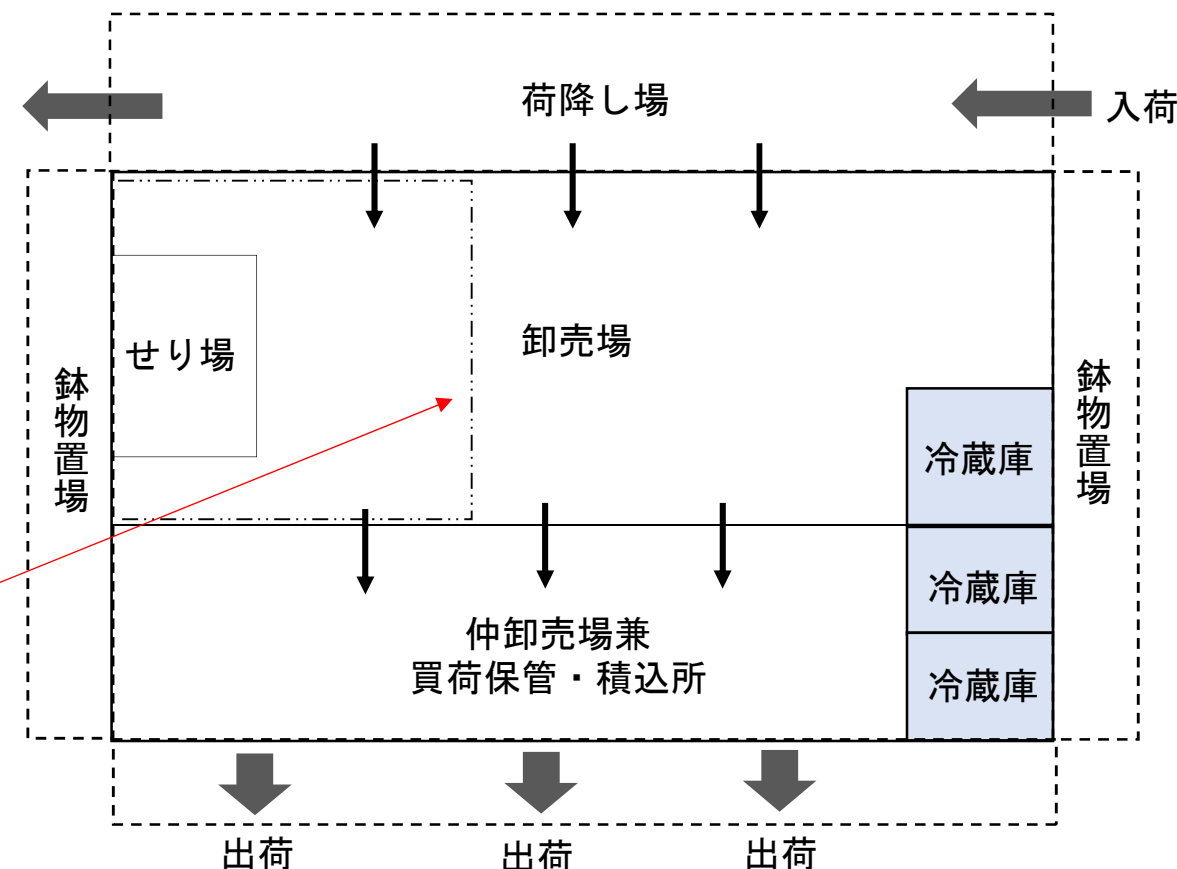 荷降し場
入荷
せり場
卸売場
鉢物置場
鉢物置場
冷蔵庫
冷蔵庫
冷蔵庫
仲卸売場兼
買荷保管・積込所
出荷
出荷
出荷